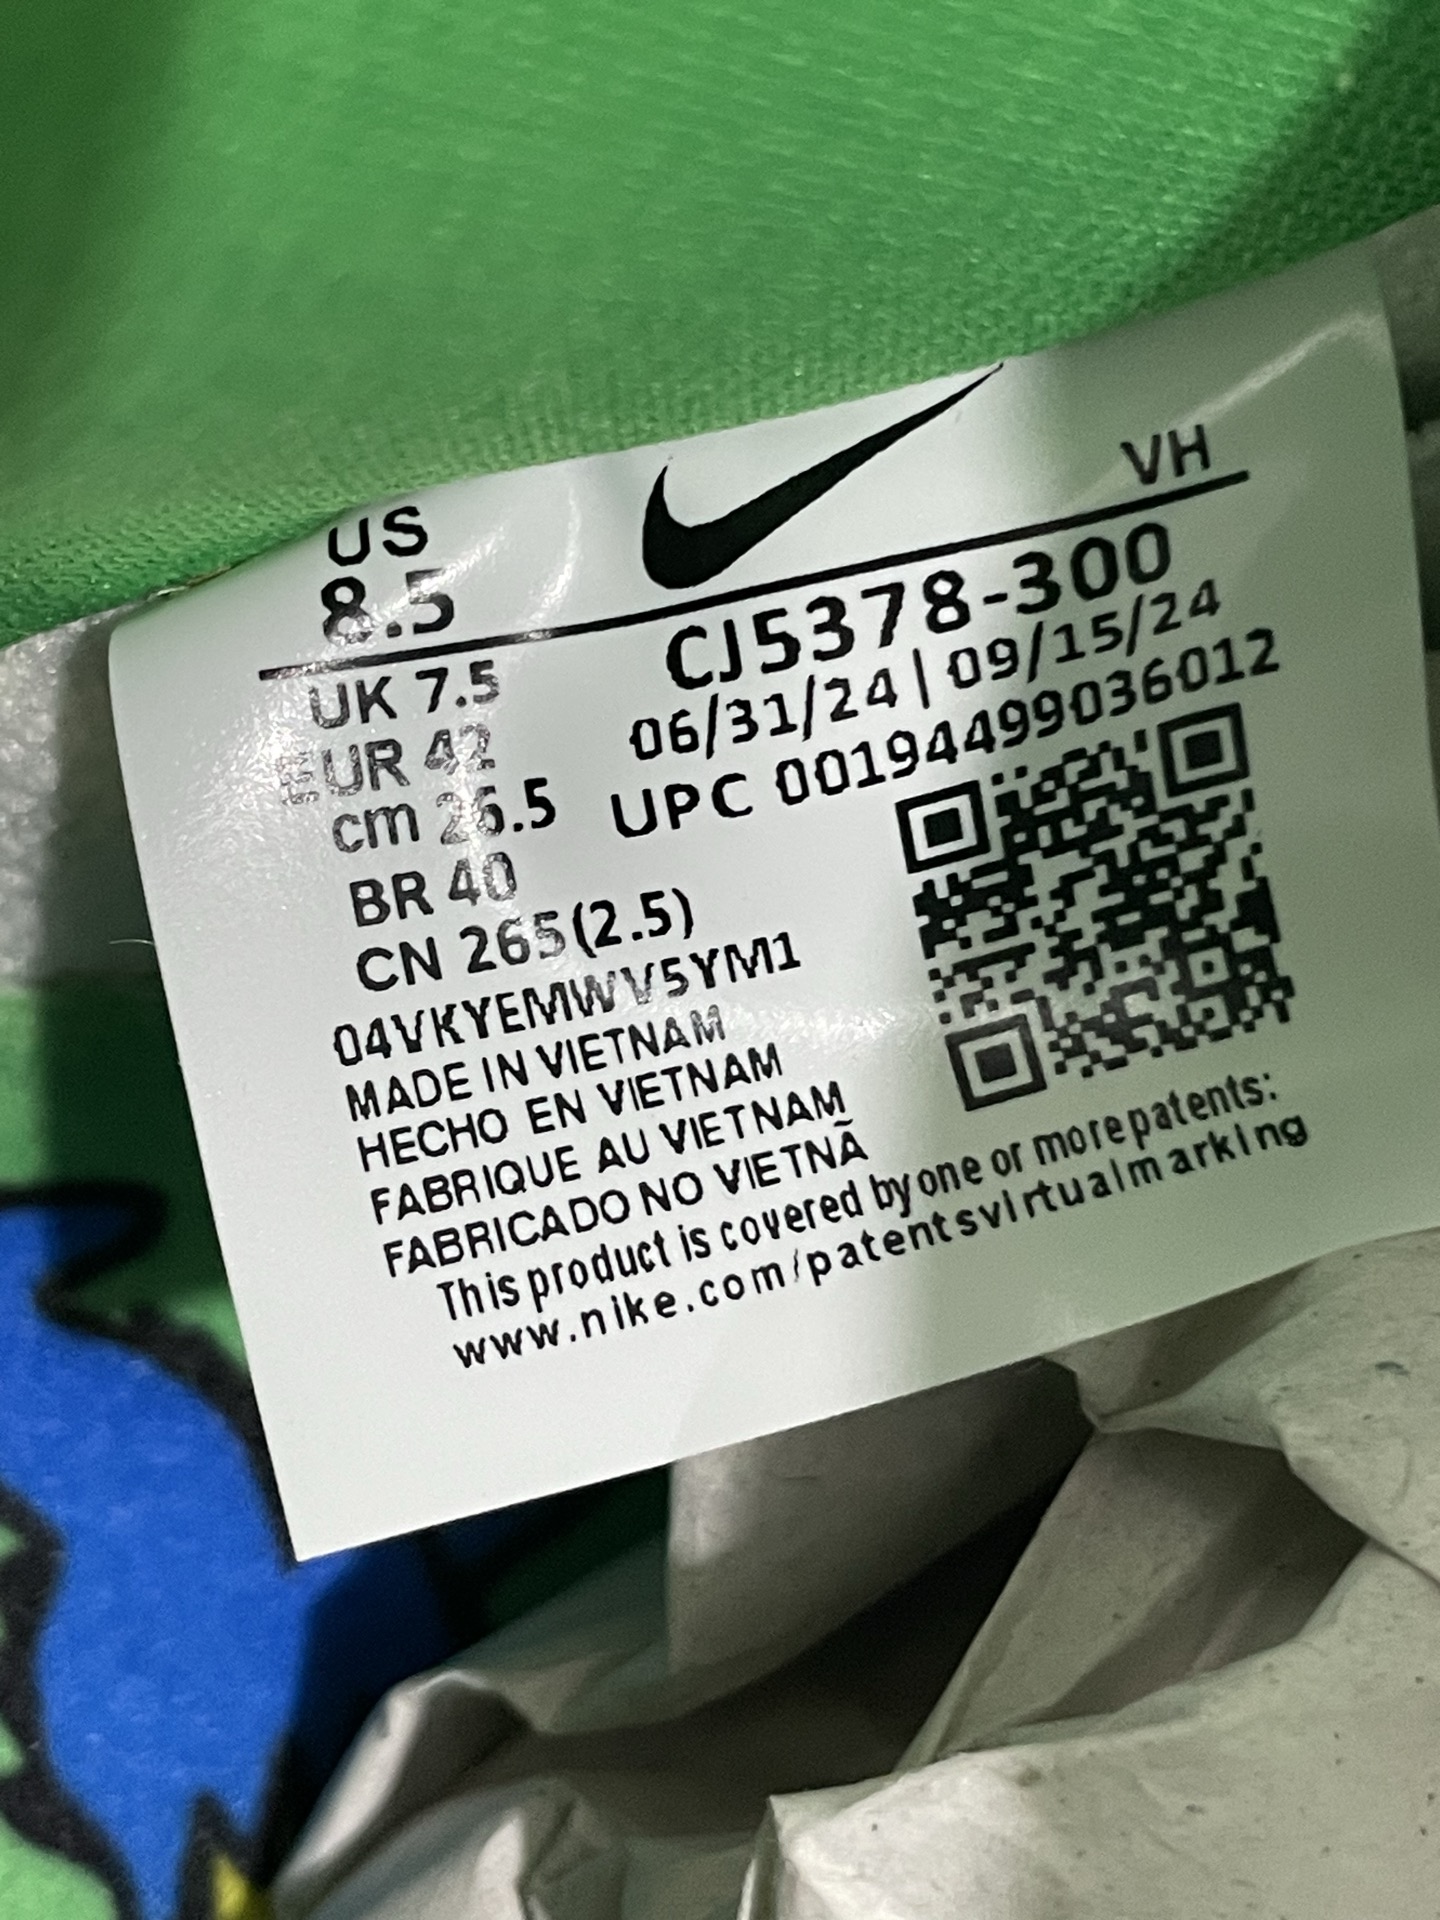 VH
US
8.5
CJ5378-300
UK 7.5
06/31/24 | 09/15/24
EUR 42
UPC 00194499036012
cm 26.5
BR 40
CN 265(2.5)
04VKYEMWV5YM1
MADE IN VIETNAM
HECHO EN VIETNAM
FABRIQUE AU VIETNAM
FABRICADO NO VIETNÃ
This product is covered by one or more patents:
www.nike.com/patentsvirtualmarking